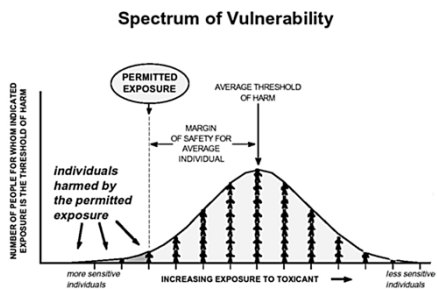 Spectrum of Vulnerability
PERMITTED
EXPOSURE
AVERAGE THRESHOLD
OF HARM
MARGIN
OF SAFETY FOR
AVERAGE
INDIVIDUAL
individuals
harmed by
the permitted
exposure
NUMBER OF PEOPLE FOR WHOM INDICATED
EXPOSURE IS THE THRESHOLD OF HARM
more sensitive
individuals
INCREASING EXPOSURE TO TOXICANT
less sensitive
individuals